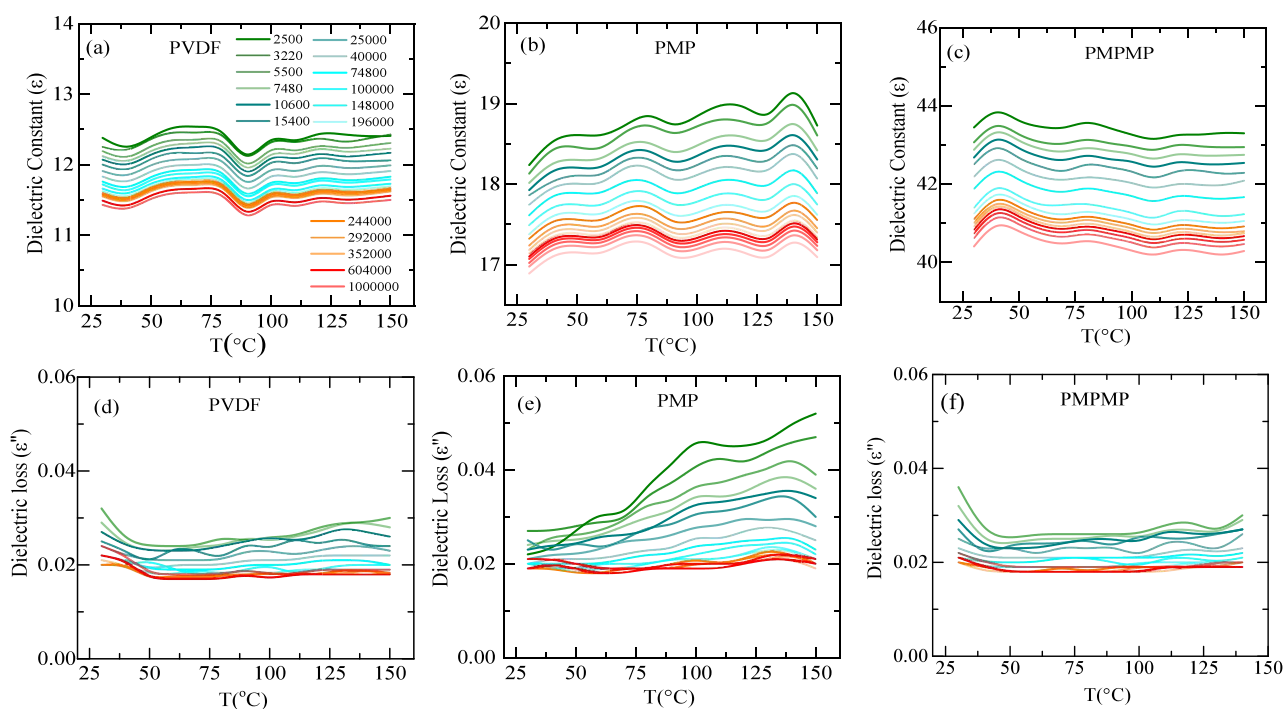 (a) PVDF
2500 25000
3220 40000
5500 74800
7480 100000
10600 148000
15400 196000
244000
292000
352000
604000
1000000
14
13
12
11
10
Dielectric Constant (ε)
25 50 75 100 125 150
T(°C)
(b) PMP
20
19
18
17
Dielectric Constant (ε)
25 50 75 100 125 150
T(°C)
(c) PMPMP
46
44
42
40
Dielectric Constant (ε)
25 50 75 100 125 150
T(°C)
(d) PVDF
0.06
0.04
0.02
0.00
Dielectric loss (ε")
25 50 75 100 125 150
T(°C)
(e) PMP
0.06
0.04
0.02
0.00
Dielectric Loss (ε")
25 50 75 100 125 150
T(°C)
(f) PMPMP
0.06
0.04
0.02
0.00
Dielectric loss (ε")
25 50 75 100 125 150
T(°C)